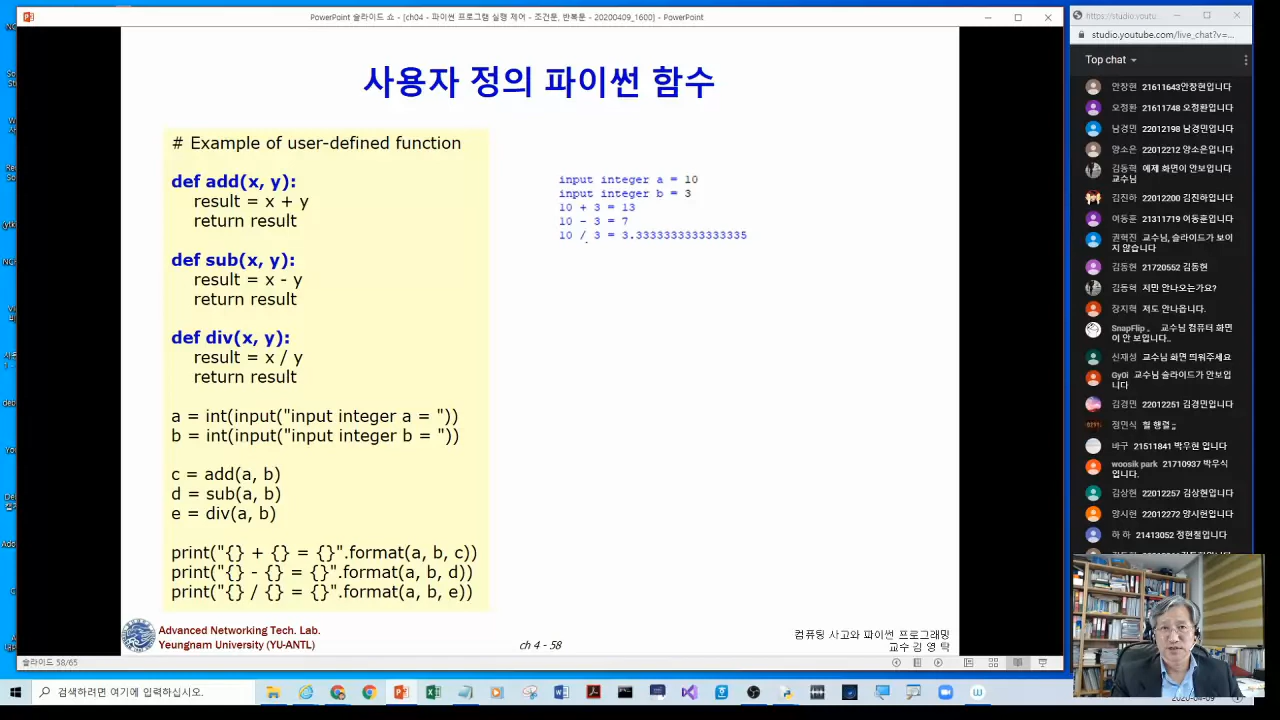 PowerPoint 슬라이드 쇼 - [ch04 - 파이썬 프로그램 실행 제어 - 조건문, 반복문 - 20200409_1600] - PowerPoint
사용자 정의 파이썬 함수
# Example of user-defined function
def add(x, y):
result = x + y
return result
def sub(x, y):
result = x - y
return result
def div(x, y):
result = x / y
return result
a = int(input("input integer a = "))
b = int(input("input integer b = "))
c = add(a, b)
d = sub(a, b)
e = div(a, b)
print("{} + {} = {}".format(a, b, c))
print("{} - {} = {}".format(a, b, d))
print("{} / {} = {}".format(a, b, e))
input integer a = 10
input integer b = 3
10 + 3 = 13
10 - 3 = 7
10 / 3 = 3.3333333333333335
Advanced Networking Tech. Lab.
Yeungnam University (YU-ANTL)
ch 4 - 58
컴퓨팅 사고와 파이썬 프로그래밍
교수 김 영 탁
슬라이드 58/65
검색하려면 여기에 입력하십시오.
https://studio.youtu...
studio.youtube.com/live_chat?v=...
Top chat
안창현 21611643안창현입니다
오정환 21611748 오정환입니다
남경민 22012198 남경민입니다
양소은 22012212 양소은입니다
김동혁 예제 화면이 안보입니다
교수님
김진하 22012200 김진하입니다
이동훈 21311719 이동훈입니다
권혁진 교수님, 슬라이드가 보이
지 않습니다
김동현 21720552 김동현
김동혁 저만 안나오는가요?
장지혁 저도 안나옵니다.
SnapFlip 。 교수님 컴퓨터 화면
이 안 보입니다..
신재성 교수님 화면 띄워주세요
GyGi 교수님 슬라이드가 안보입
니다
김경민 22012251 김경민입니다
정민식 헐 행렬;;
바구 21511841 박우현 입니다
woosik park 21710937 박우식
입니다.
김상현 22012257 김상현입니다
양시현 22012272 양시현입니다
하 하 21413052 정현철입니다
2020-04-09